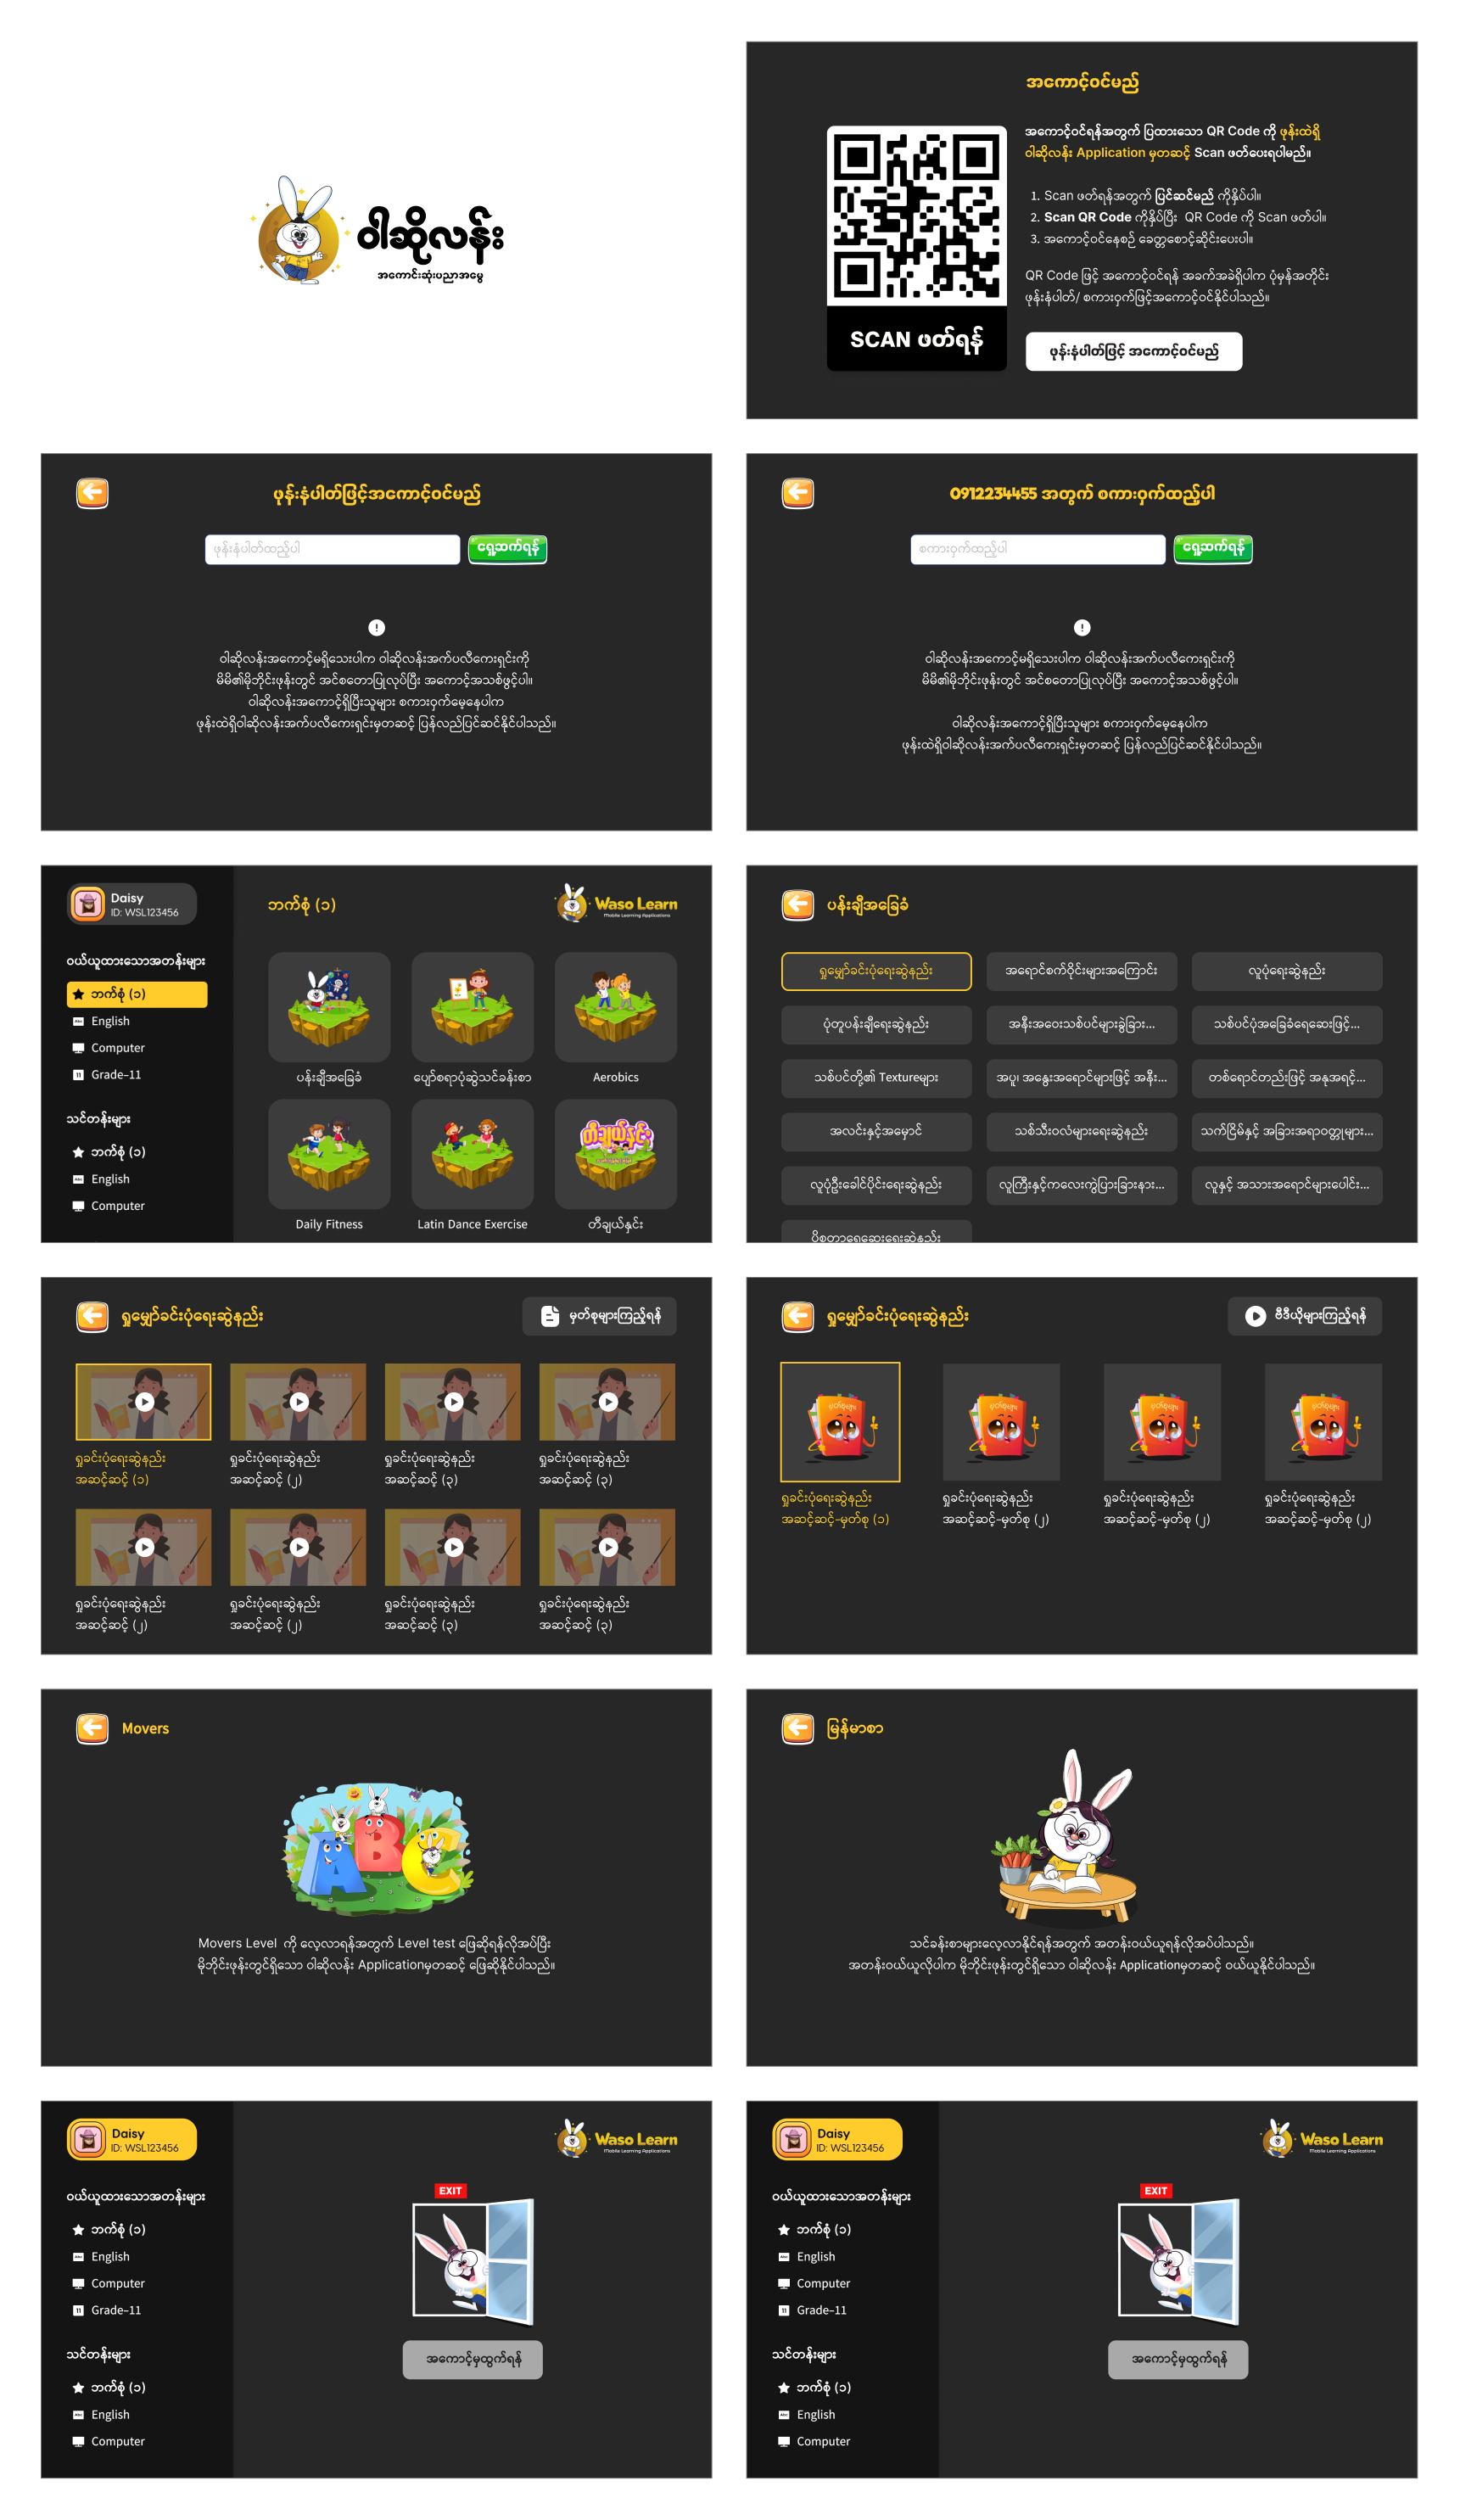 ဝါဆိုလန်း
အကောင်းဆုံးပညာအမွေ
အကောင့်ဝင်မည်
SCAN ဖတ်ရန်
အကောင့်ဝင်ရန်အတွက် ပြထားသော QR Code ကို ဖုန်းထဲရှိ
ဝါဆိုလန်း Application မှတဆင့် Scan ဖတ်ပေးရပါမည်။
1. Scan ဖတ်ရန်အတွက် ပြင်ဆင်မည် ကိုနှိပ်ပါ။
2. Scan QR Code ကိုနှိပ်ပြီး QR Code ကို Scan ဖတ်ပါ။
3. အကောင့်ဝင်နေစဉ် ခေတ္တစောင့်ဆိုင်းပေးပါ။
QR Code ဖြင့် အကောင့်ဝင်ရန် အခက်အခဲရှိပါက ပုံမှန်အတိုင်း
ဖုန်းနံပါတ်/ စကားဝှက်ဖြင့်အကောင့်ဝင်နိုင်ပါသည်။
ဖုန်းနံပါတ်ဖြင့် အကောင့်ဝင်မည်
ဖုန်းနံပါတ်ဖြင့်အကောင့်ဝင်မည်
ဖုန်းနံပါတ်ထည့်ပါ
ရှေ့ဆက်ရန်
ဝါဆိုလန်းအကောင့်မရှိသေးပါက ဝါဆိုလန်းအက်ပလီကေးရှင်းကို
မိမိ၏မိုဘိုင်းဖုန်းတွင် အင်စတောပြုလုပ်ပြီး အကောင့်အသစ်ဖွင့်ပါ။
ဝါဆိုလန်းအကောင့်ရှိပြီးသူများ စကားဝှက်မေ့နေပါက
ဖုန်းထဲရှိဝါဆိုလန်းအက်ပလီကေးရှင်းမှတဆင့် ပြန်လည်ပြင်ဆင်နိုင်ပါသည်။
0912234455 အတွက် စကားဝှက်ထည့်ပါ
စကားဝှက်ထည့်ပါ
ရှေ့ဆက်ရန်
ဝါဆိုလန်းအကောင့်မရှိသေးပါက ဝါဆိုလန်းအက်ပလီကေးရှင်းကို
မိမိ၏မိုဘိုင်းဖုန်းတွင် အင်စတောပြုလုပ်ပြီး အကောင့်အသစ်ဖွင့်ပါ။
ဝါဆိုလန်းအကောင့်ရှိပြီးသူများ စကားဝှက်မေ့နေပါက
ဖုန်းထဲရှိဝါဆိုလန်းအက်ပလီကေးရှင်းမှတဆင့် ပြန်လည်ပြင်ဆင်နိုင်ပါသည်။
Daisy
ID: WSL123456
ဝယ်ယူထားသောအတန်းများ
ဘက်စုံ (၁)
English
Computer
Grade-11
သင်တန်းများ
ဘက်စုံ (၁)
English
Computer
ဘက်စုံ (၁)
Waso Learn
Mobile Learning Applications
ပန်းချီအခြေခံ
ပျော်စရာပုံဆွဲသင်ခန်းစာ
Aerobics
တီချယ်နှင်း
Daily Fitness
Latin Dance Exercise
တီချယ်နှင်း
ပန်းချီအခြေခံ
ရှုမျှော်ခင်းပုံရေးဆွဲနည်း
အရောင်စက်ဝိုင်းများအကြောင်း
လူပုံရေးဆွဲနည်း
ပုံတူပန်းချီရေးဆွဲနည်း
အနီးအဝေးသစ်ပင်များခွဲခြား...
သစ်ပင်ပုံအခြေခံရေဆေးဖြင့်...
သစ်ပင်တို့၏ Textureများ
အပူ၊ အနွေးအရောင်များဖြင့် အနီး...
တစ်ရောင်တည်းဖြင့် အနုအရင့်...
အလင်းနှင့်အမှောင်
သစ်သီးဝလံများရေးဆွဲနည်း
သက်ငြိမ်နှင့် အခြားအရာဝတ္ထုများ...
လူပုံဦးခေါင်ပိုင်းရေးဆွဲနည်း
လူကြီးနှင့်ကလေးကွဲပြားခြားနား...
လူနှင့် အသားအရောင်များပေါင်း...
ပိစတာရေဆေးရေးဆွဲနည်း
ရှုမျှော်ခင်းပုံရေးဆွဲနည်း
မှတ်စုများကြည့်ရန်
ရှုခင်းပုံရေးဆွဲနည်း
အဆင့်ဆင့် (၁)
ရှုခင်းပုံရေးဆွဲနည်း
အဆင့်ဆင့် (၂)
ရှုခင်းပုံရေးဆွဲနည်း
အဆင့်ဆင့် (၃)
ရှုခင်းပုံရေးဆွဲနည်း
အဆင့်ဆင့် (၃)
ရှုခင်းပုံရေးဆွဲနည်း
အဆင့်ဆင့် (၂)
ရှုခင်းပုံရေးဆွဲနည်း
အဆင့်ဆင့် (၂)
ရှုခင်းပုံရေးဆွဲနည်း
အဆင့်ဆင့် (၃)
ရှုခင်းပုံရေးဆွဲနည်း
အဆင့်ဆင့် (၃)
ရှုမျှော်ခင်းပုံရေးဆွဲနည်း
ဗီဒီယိုများကြည့်ရန်
ရှုခင်းပုံရေးဆွဲနည်း
အဆင့်ဆင့်-မှတ်စု (၁)
ရှုခင်းပုံရေးဆွဲနည်း
အဆင့်ဆင့်-မှတ်စု (၂)
ရှုခင်းပုံရေးဆွဲနည်း
အဆင့်ဆင့်-မှတ်စု (၂)
ရှုခင်းပုံရေးဆွဲနည်း
အဆင့်ဆင့်-မှတ်စု (၂)
Movers
Movers Level ကို လေ့လာရန်အတွက် Level test ဖြေဆိုရန်လိုအပ်ပြီး
မိုဘိုင်းဖုန်းတွင်ရှိသော ဝါဆိုလန်း Applicationမှတဆင့် ဖြေဆိုနိုင်ပါသည်။
မြန်မာစာ
သင်ခန်းစာများလေ့လာနိုင်ရန်အတွက် အတန်းဝယ်ယူရန်လိုအပ်ပါသည်။
အတန်းဝယ်ယူလိုပါက မိုဘိုင်းဖုန်းတွင်ရှိသော ဝါဆိုလန်း Applicationမှတဆင့် ဝယ်ယူနိုင်ပါသည်။
Daisy
ID: WSL123456
ဝယ်ယူထားသောအတန်းများ
ဘက်စုံ (၁)
English
Computer
Grade-11
သင်တန်းများ
ဘက်စုံ (၁)
English
Computer
Waso Learn
Mobile Learning Applications
EXIT
အကောင့်မှထွက်ရန်
Daisy
ID: WSL123456
ဝယ်ယူထားသောအတန်းများ
ဘက်စုံ (၁)
English
Computer
Grade-11
သင်တန်းများ
ဘက်စုံ (၁)
English
Computer
Waso Learn
Mobile Learning Applications
EXIT
အကောင့်မှထွက်ရန်